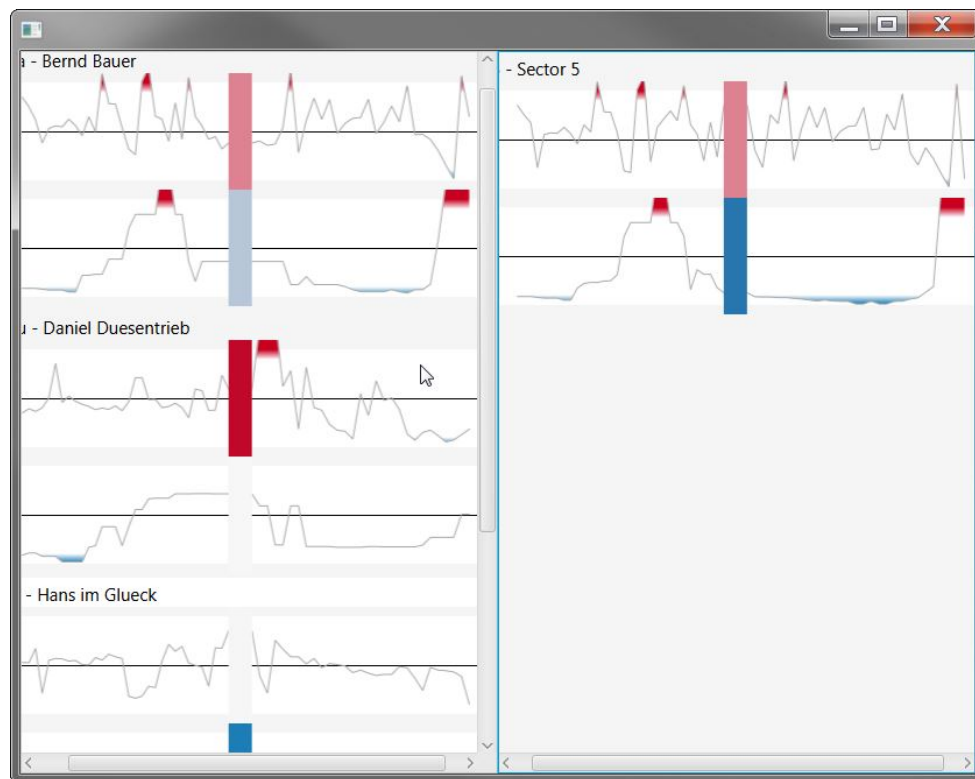 - Bernd Bauer
- Sector 5
- Daniel Duesentrieb
- Hans im Glueck